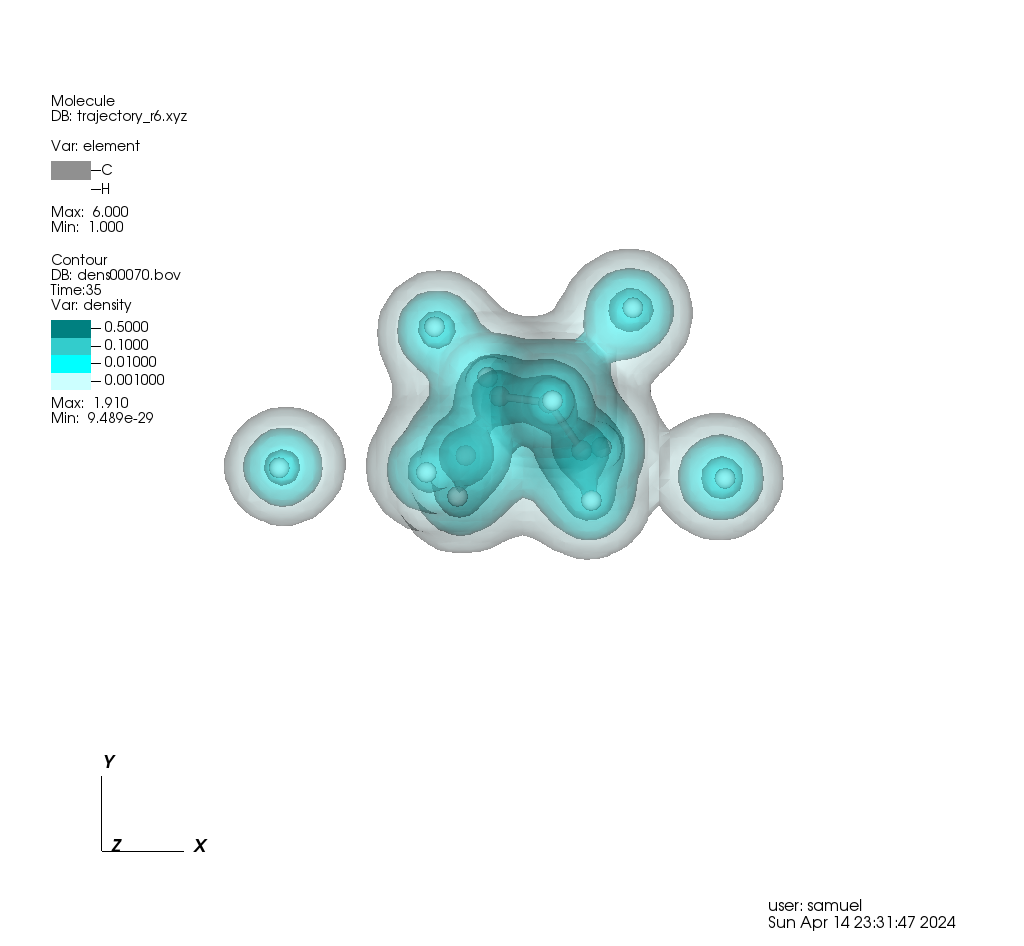 Molecule
DB: trajectory_r6.xyz
Var: element
C
H
Max: 6.000
Min: 1.000
Contour
DB: dens00070.bov
Time:35
Var: density
0.5000
0.1000
0.01000
0.001000
Max: 1.910
Min: 9.489e-29
Y
Z X
user: samuel
Sun Apr 14 23:31:47 2024